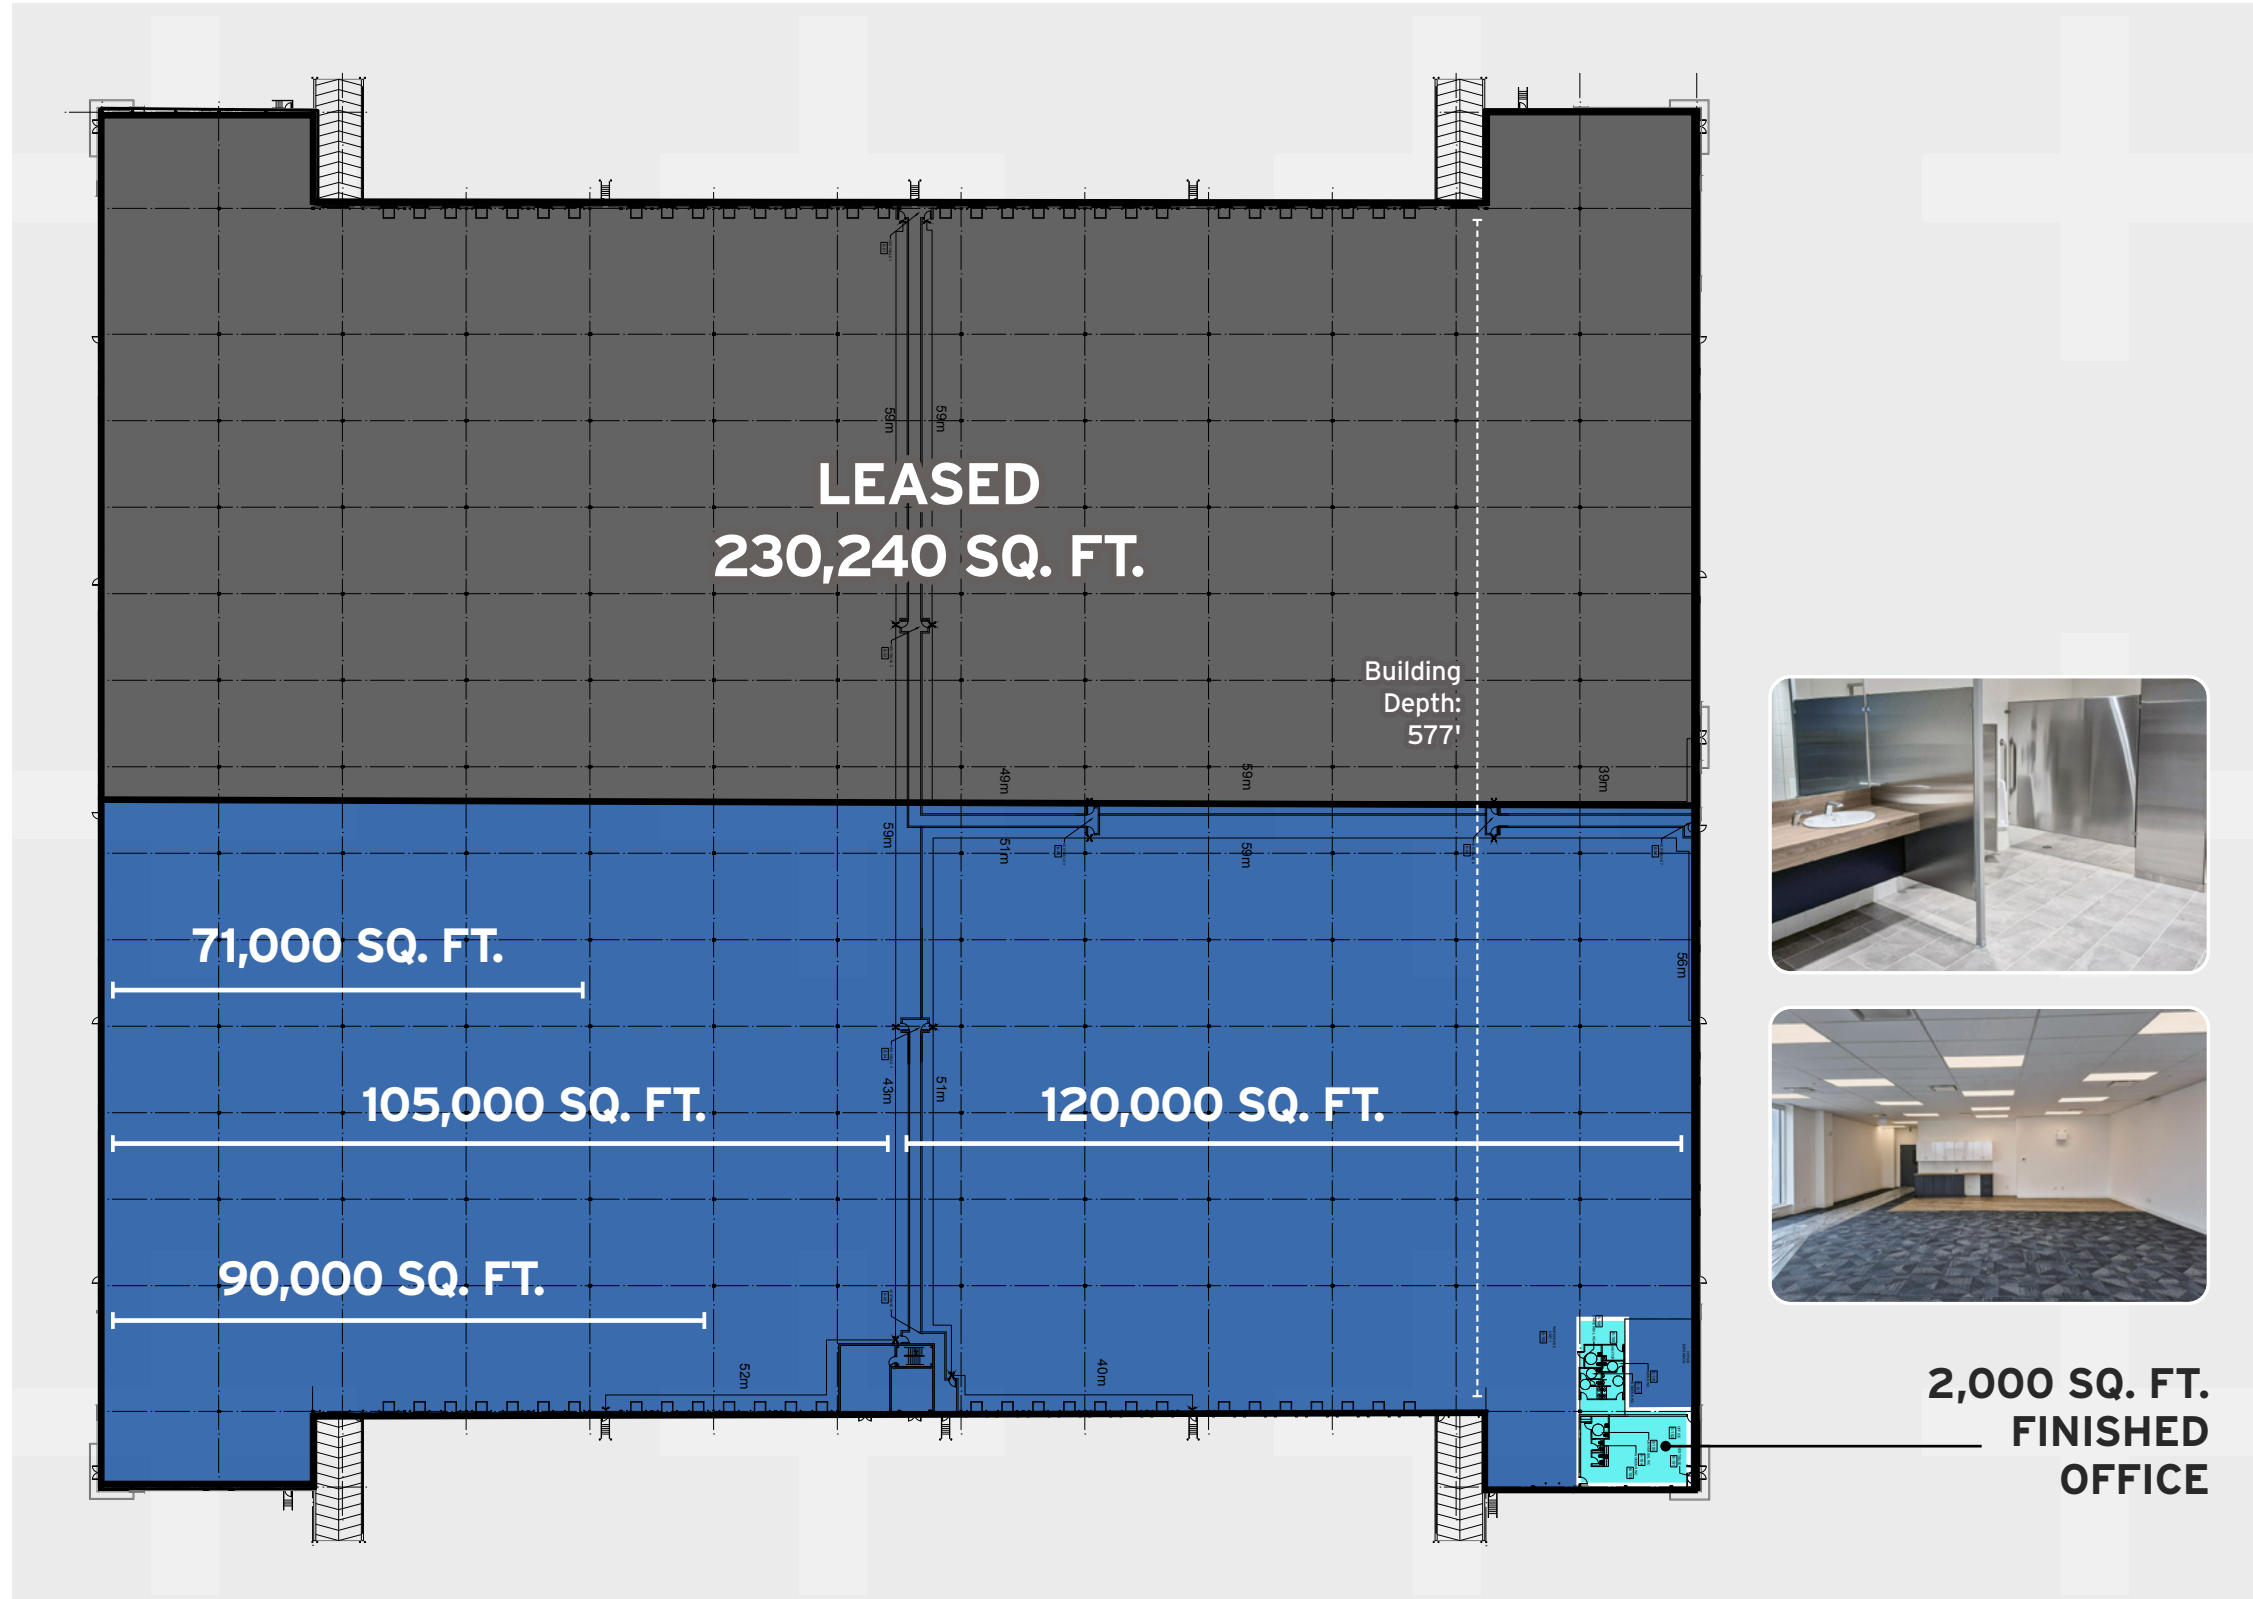 59m
59m
LEASED
230,240 SQ. FT.
Building
Depth:
577'
49m
59m
39m
59m
51m
59m
71,000 SQ. FT.
56m
43m
51m
105,000 SQ. FT.
120,000 SQ. FT.
90,000 SQ. FT.
52m
40m
2,000 SQ. FT.
FINISHED
OFFICE